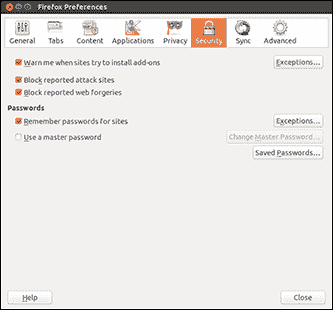 Firefox Preferences
General Tabs Content Applications Privacy Security Sync Advanced
Warn me when sites try to install add-ons Exceptions...
Block reported attack sites
Block reported web forgeries
Passwords
Remember passwords for sites Exceptions...
Use a master password Change Master Password...
Saved Passwords...
Help Close